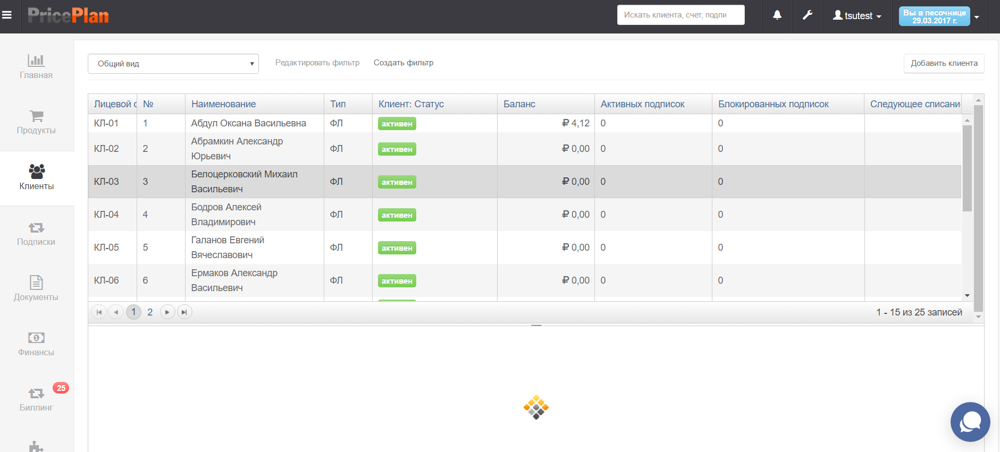 PricePlan
Искать клиента, счет, подпи
tsutest
Вы в песочнице
29.03.2017 г.
Главная
Продукты
Клиенты
Подписки
Документы
Финансы
25
Биллинг
Общий вид
Редактировать фильтр
Создать фильтр
Добавить клиента
Лицевой с № Наименование Тип Клиент: Статус Баланс Активных подписок Блокированных подписок Следующее списани
КЛ-01 1 Абдул Оксана Васильевна ФЛ активен ₽ 4,12 0 0
КЛ-02 2 Абрамкин Александр
Юрьевич ФЛ активен ₽ 0,00 0 0
КЛ-03 3 Белоцерковский Михаил
Васильевич ФЛ активен ₽ 0,00 0 0
КЛ-04 4 Бодров Алексей
Владимирович ФЛ активен ₽ 0,00 0 0
КЛ-05 5 Галанов Евгений
Вячеславович ФЛ активен ₽ 0,00 0 0
КЛ-06 6 Ермаков Александр
Васильевич ФЛ активен ₽ 0,00 0 0
1 2
1 - 15 из 25 записей